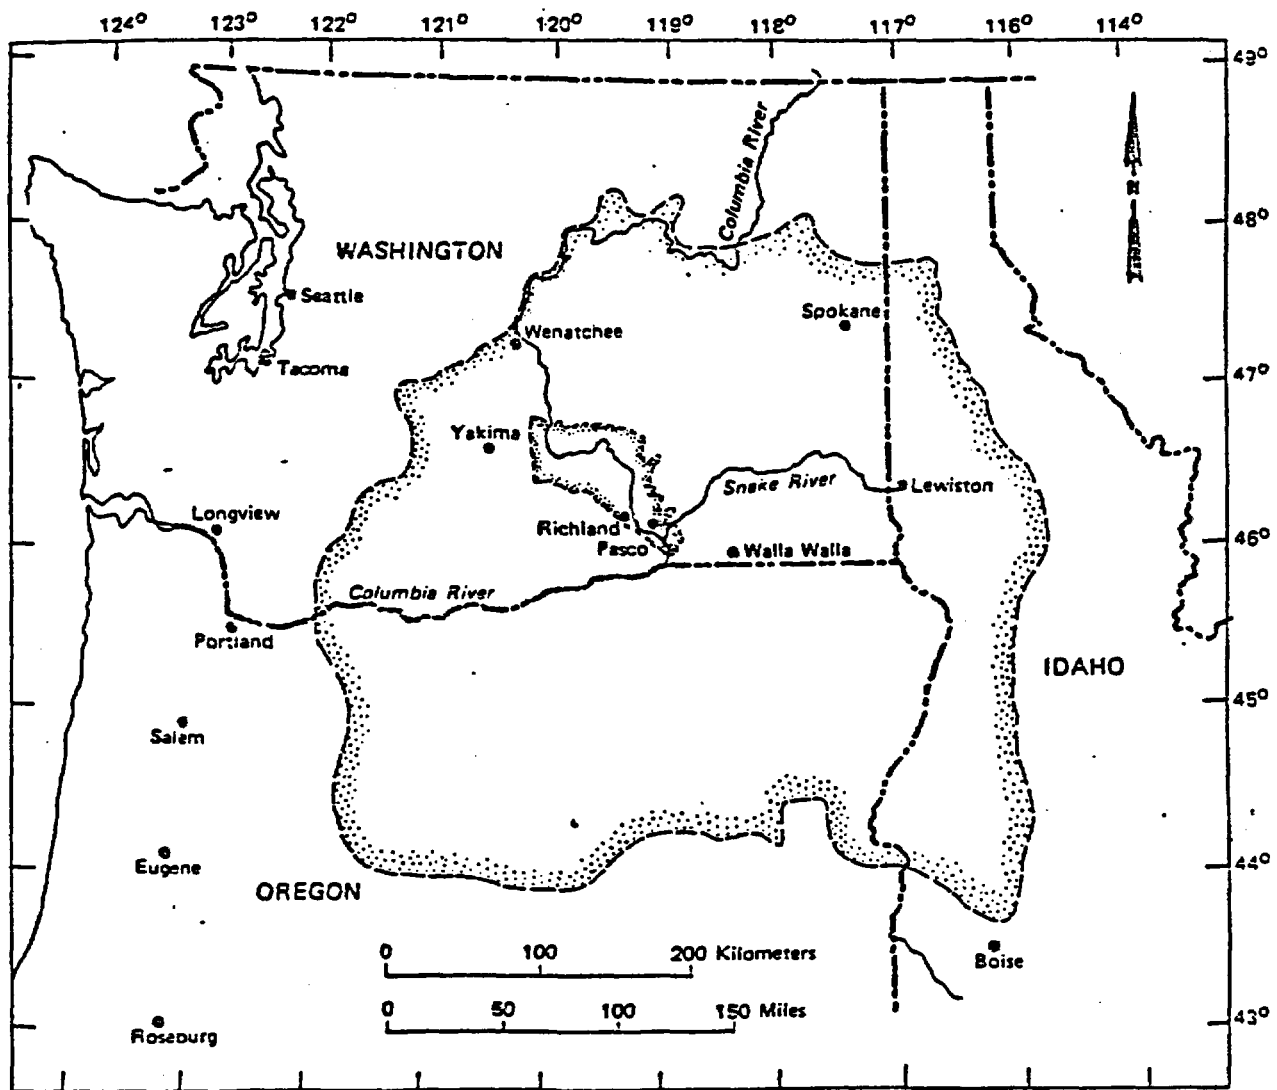 124° 123° 122° 121° 120° 119° 118° 117° 116° 114°
49°
Columbia River
N
48°
WASHINGTON
Seattle
Spokane
Wenatchee
Tacoma
47°
Yakima
Snake River
Lewiston
Longview
Richland
Pasco
46°
Walla Walla
Columbia River
Portland
IDAHO
45°
Salem
Eugene
44°
OREGON
0 100 200 Kilometers
Boise
0 50 100 150 Miles
43°
Roseburg